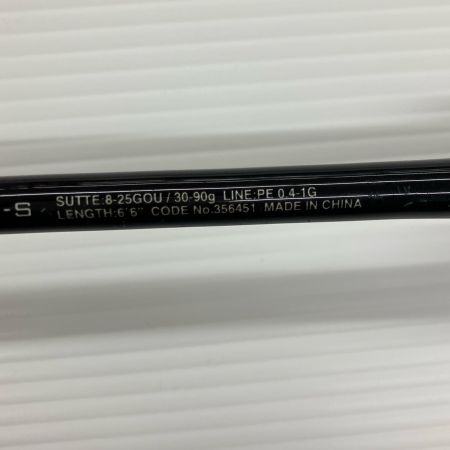 -S
SUTTE:8-25GOU / 30-90g LINE:PE 0.4-1G
LENGTH:6'6" CODE No.356451 MADE IN CHINA